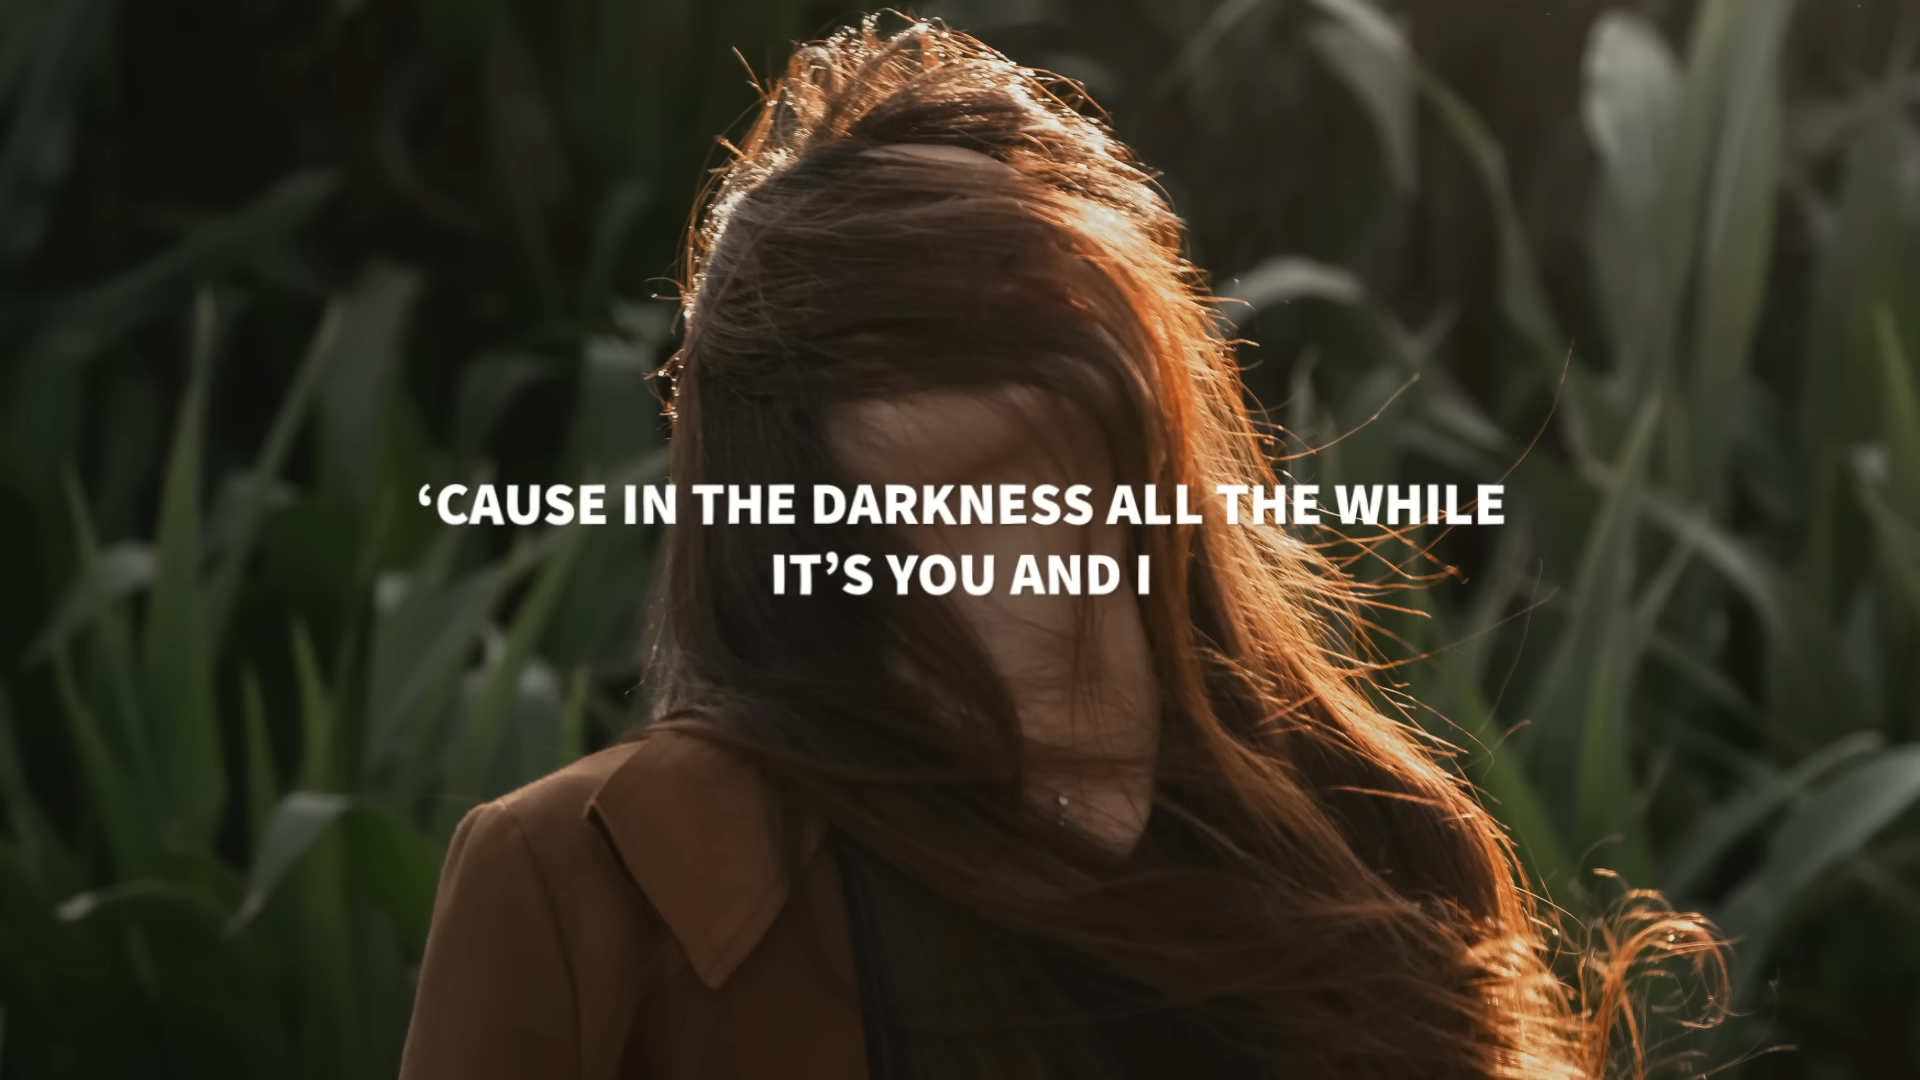 ‘CAUSE IN THE DARKNESS ALL THE WHILE
IT’S YOU AND I